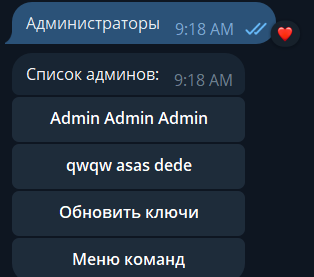 Администраторы 9:18 AM
Список админов: 9:18 AM
Admin Admin Admin
qwqw asas dede
Обновить ключи
Меню команд